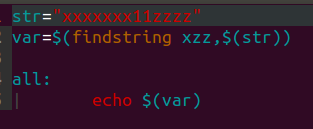 str="xxxxxxx11zzzz"
var=$(findstring xzz,$(str))
all:
echo $(var)